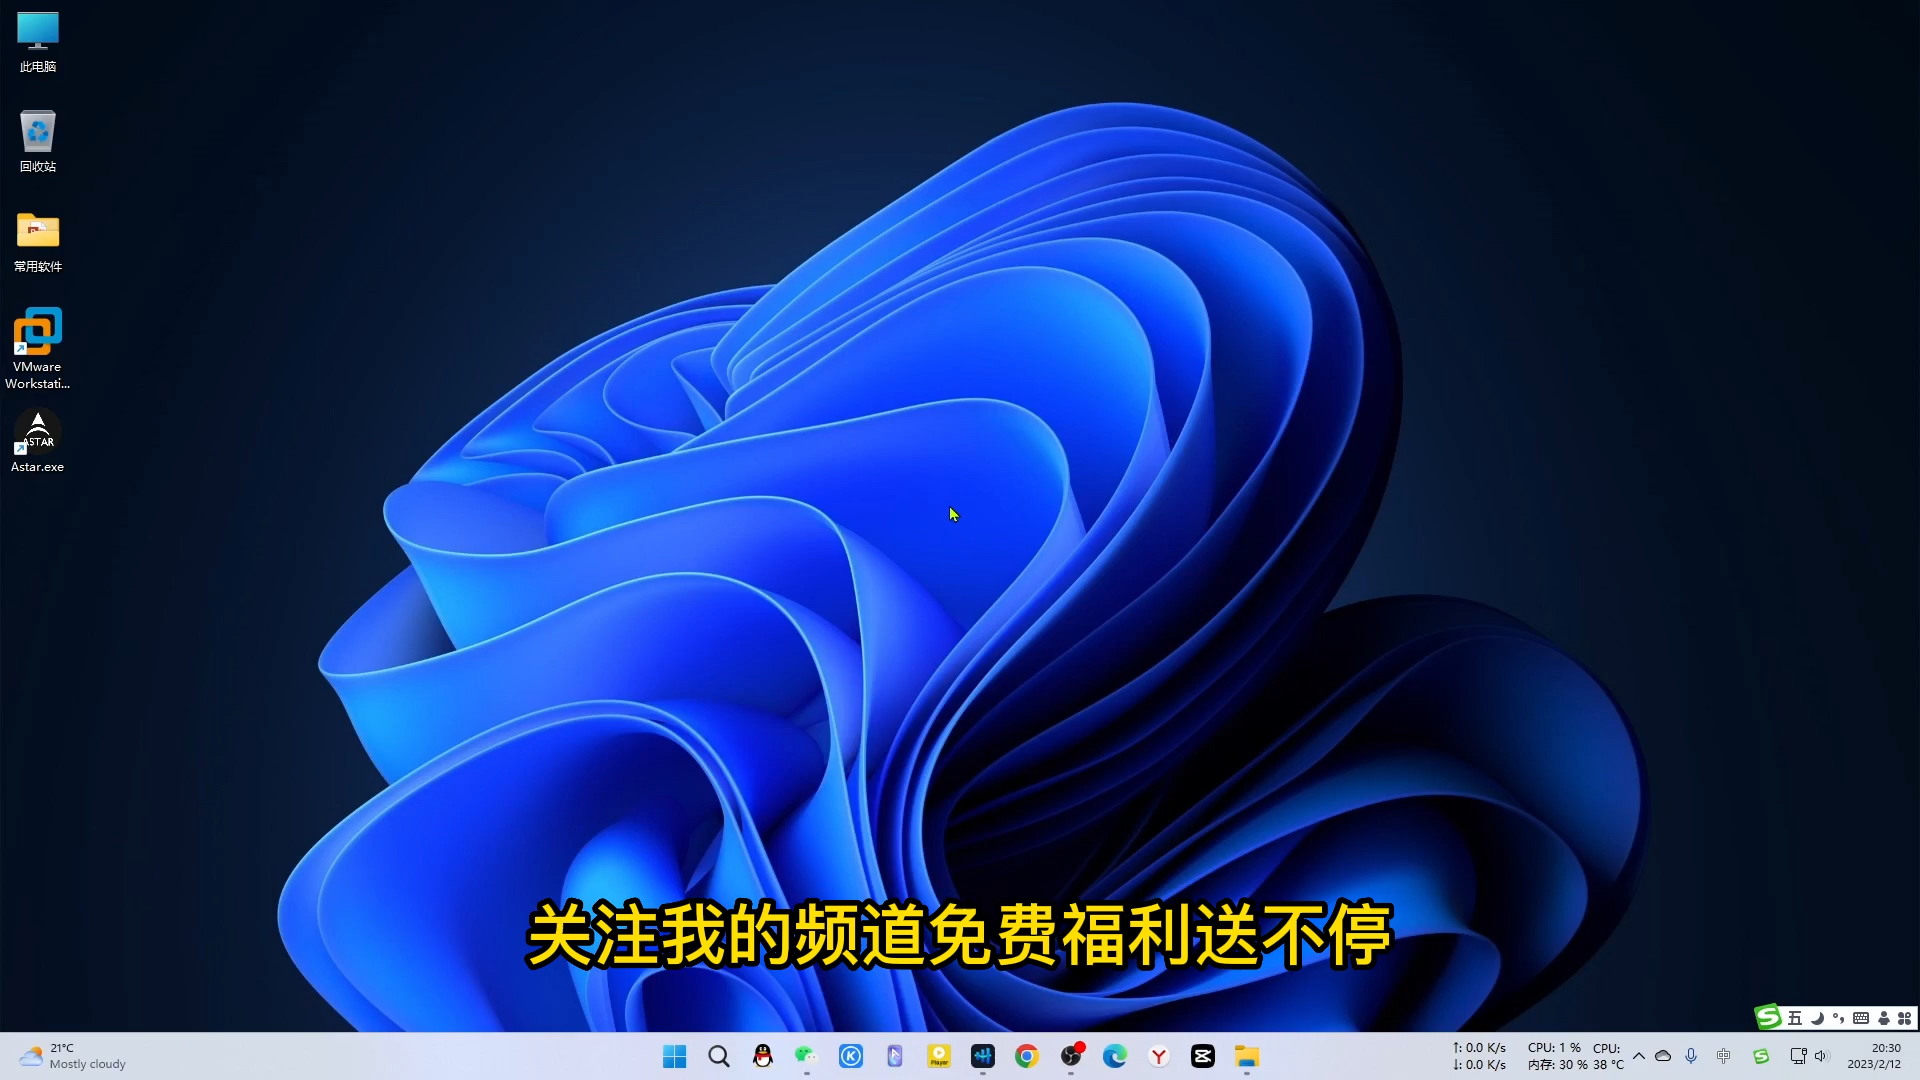 此电脑
回收站
常用软件
VMware
Workstati...
ASTAR
Astar.exe
关注我的频道免费福利送不停
五
21°C
Mostly cloudy
Player
↑: 0.0 K/s
↓: 0.0 K/s
CPU: 1 %
内存: 30 %
CPU:
38 °C
中
20:30
2023/2/12